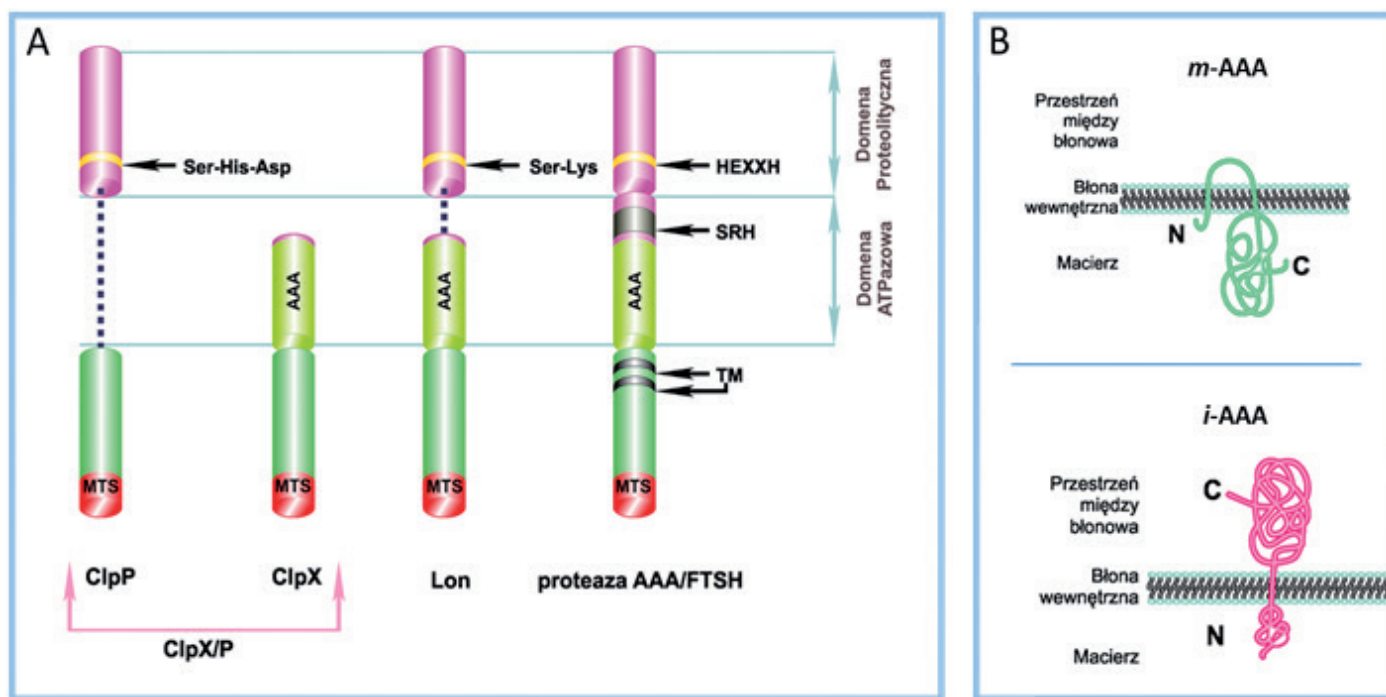 A
Ser-His-Asp
Ser-Lys
HEXXH
SRH
AAA
AAA
AAA
TM
MTS
MTS
MTS
MTS
Domena
Proteolityczna
Domena
ATPazowa
ClpP
ClpX
Lon
proteaza AAA/FTSH
ClpX/P
B
m-AAA
Przestrzeń
między
błonowa
Błona
wewnętrzna
N
C
Macierz
i-AAA
C
Przestrzeń
między
błonowa
Błona
wewnętrzna
N
Macierz